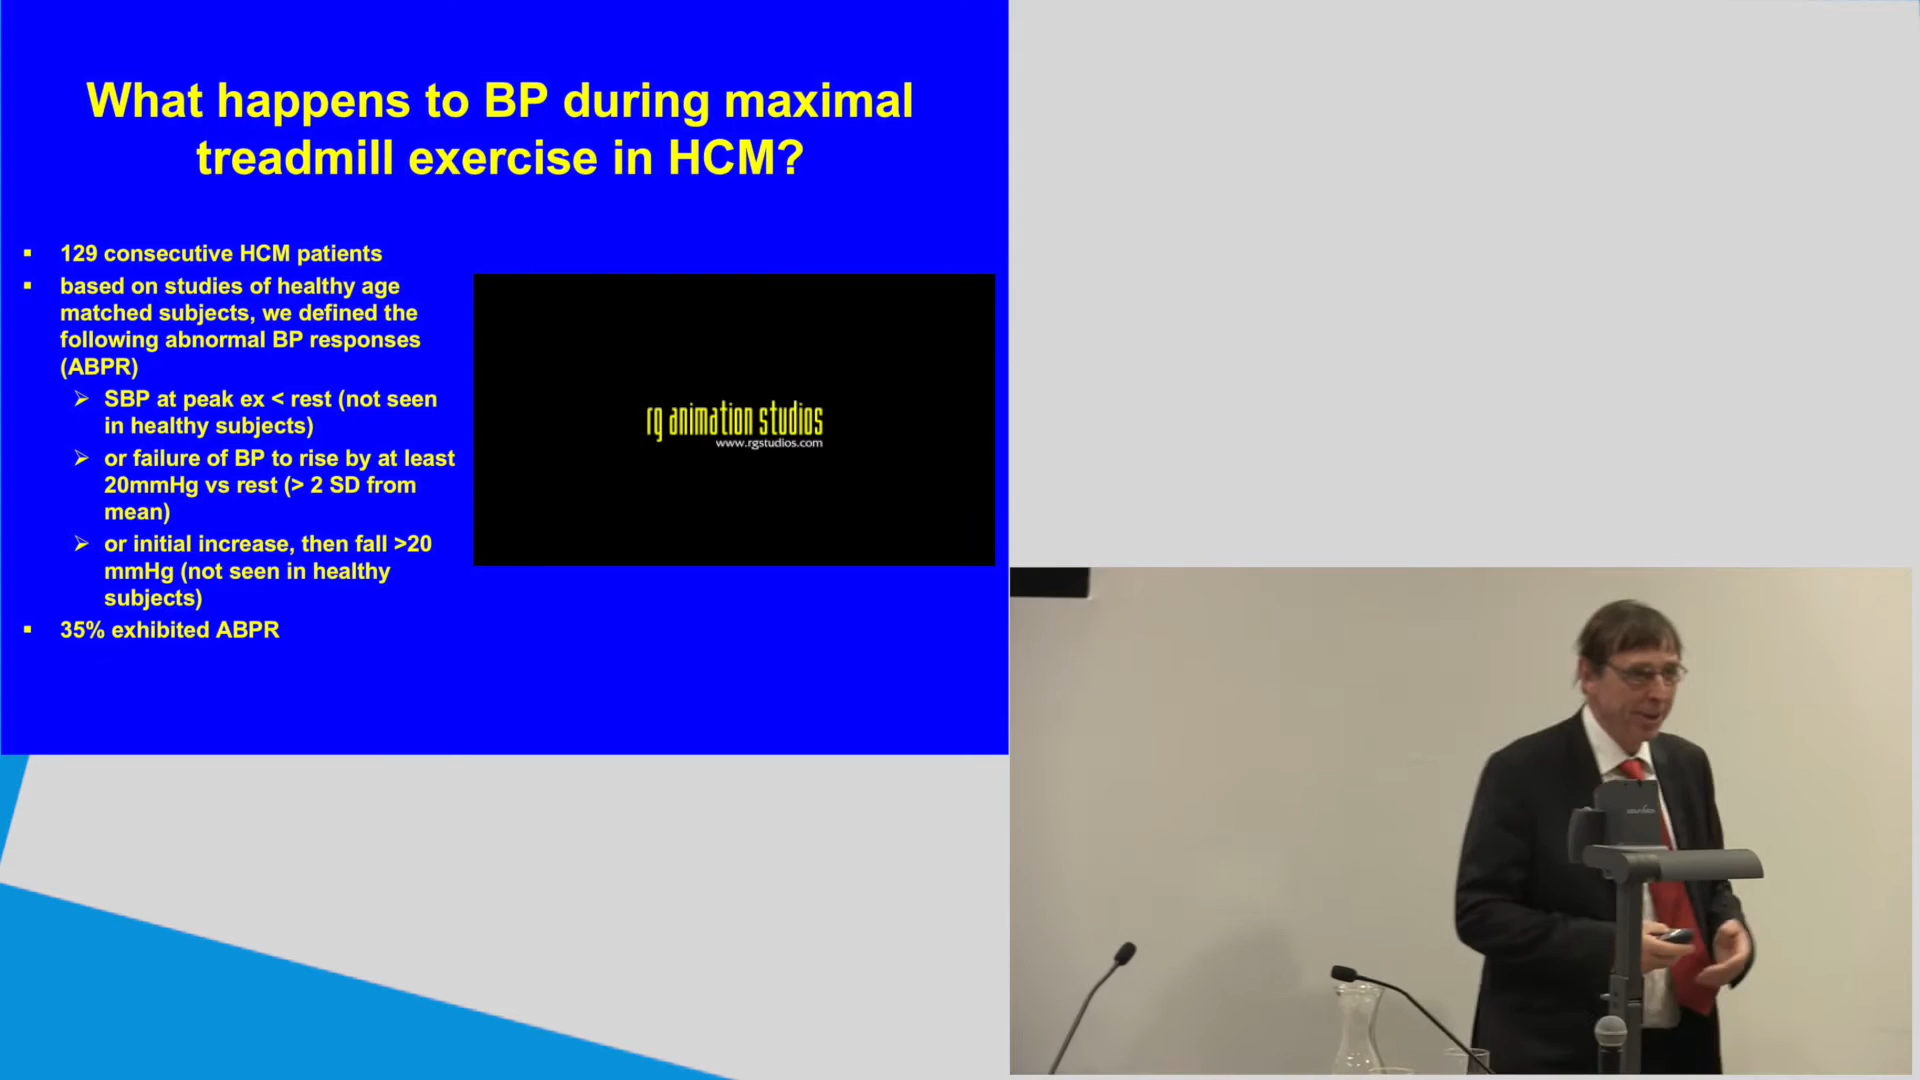 What happens to BP during maximal
treadmill exercise in HCM?
▪ 129 consecutive HCM patients
▪ based on studies of healthy age
matched subjects, we defined the
following abnormal BP responses
(ABPR)
➢ SBP at peak ex < rest (not seen
in healthy subjects)
➢ or failure of BP to rise by at least
20mmHg vs rest (> 2 SD from
mean)
➢ or initial increase, then fall >20
mmHg (not seen in healthy
subjects)
▪ 35% exhibited ABPR
rg animation studios
www.rgstudios.com